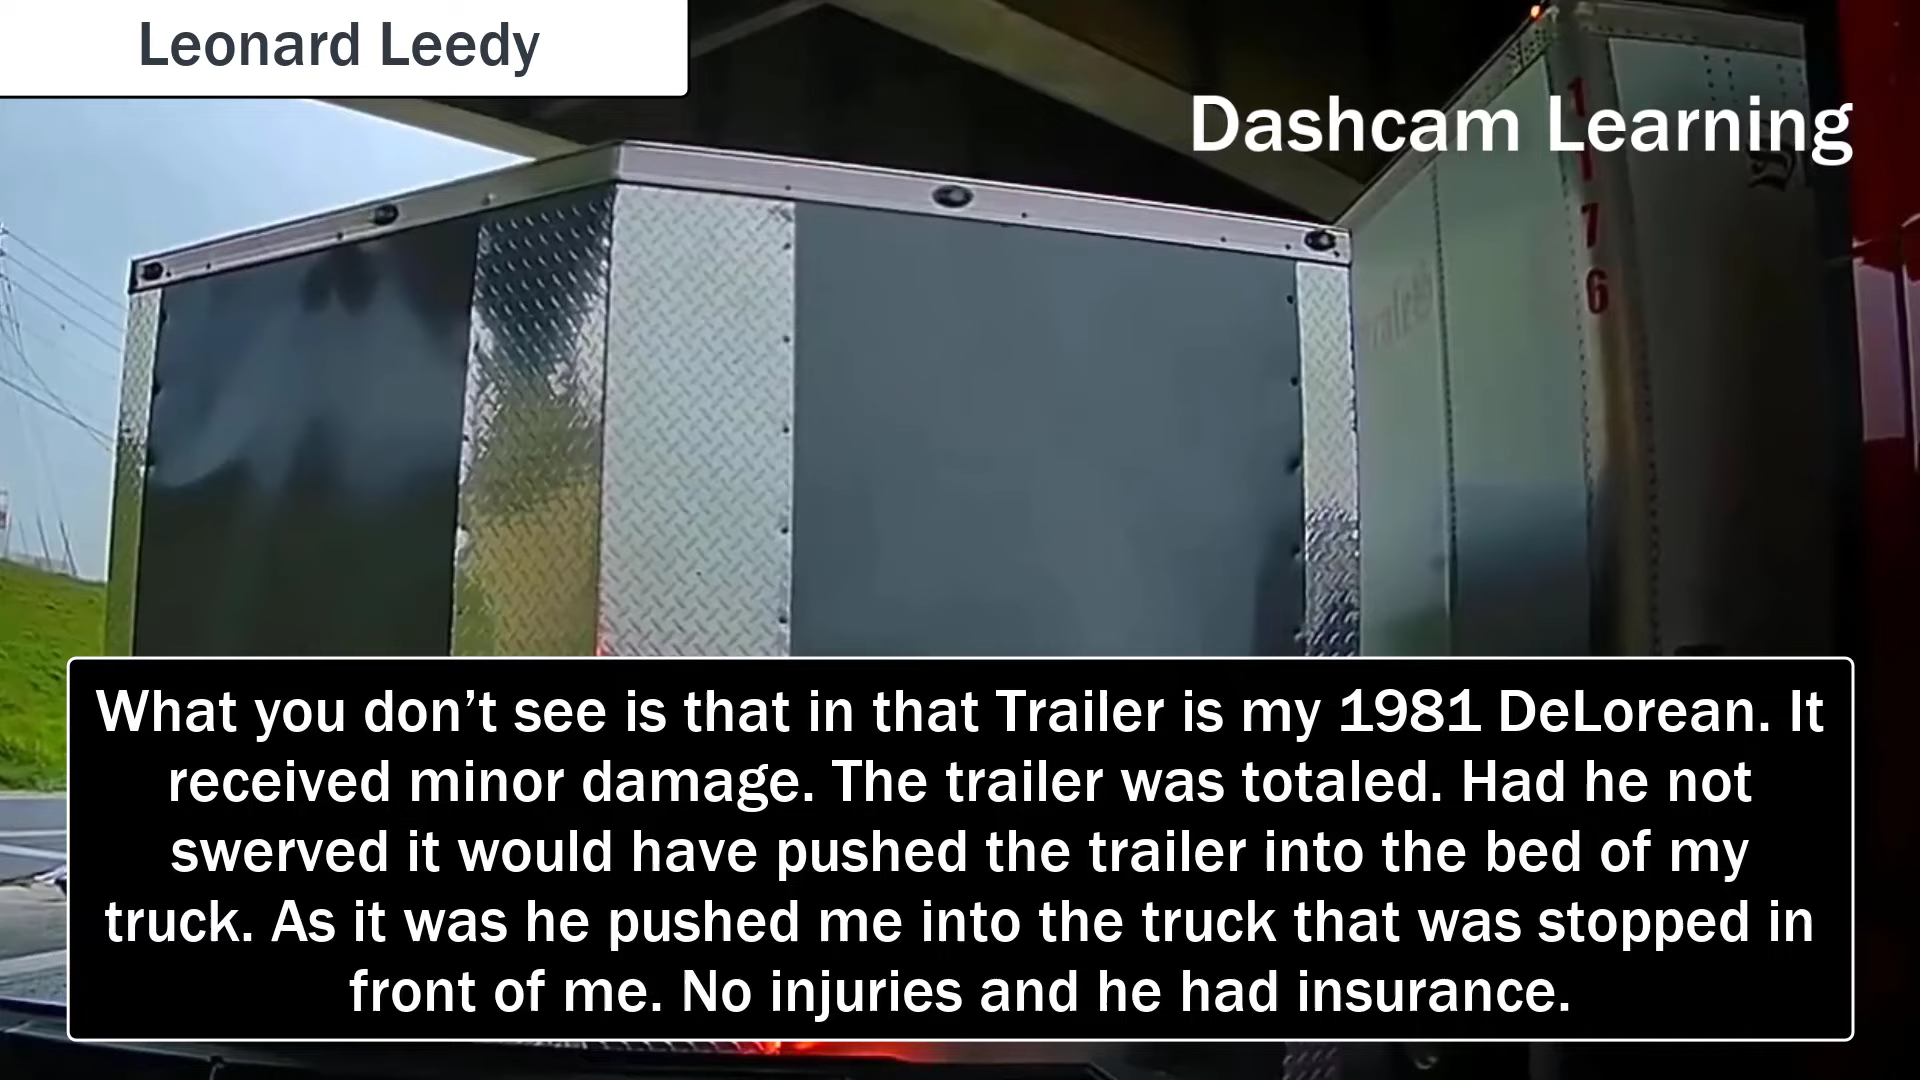 Leonard Leedy
Dashcam Learning
1176
What you don’t see is that in that Trailer is my 1981 DeLorean. It
received minor damage. The trailer was totaled. Had he not
swerved it would have pushed the trailer into the bed of my
truck. As it was he pushed me into the truck that was stopped in
front of me. No injuries and he had insurance.